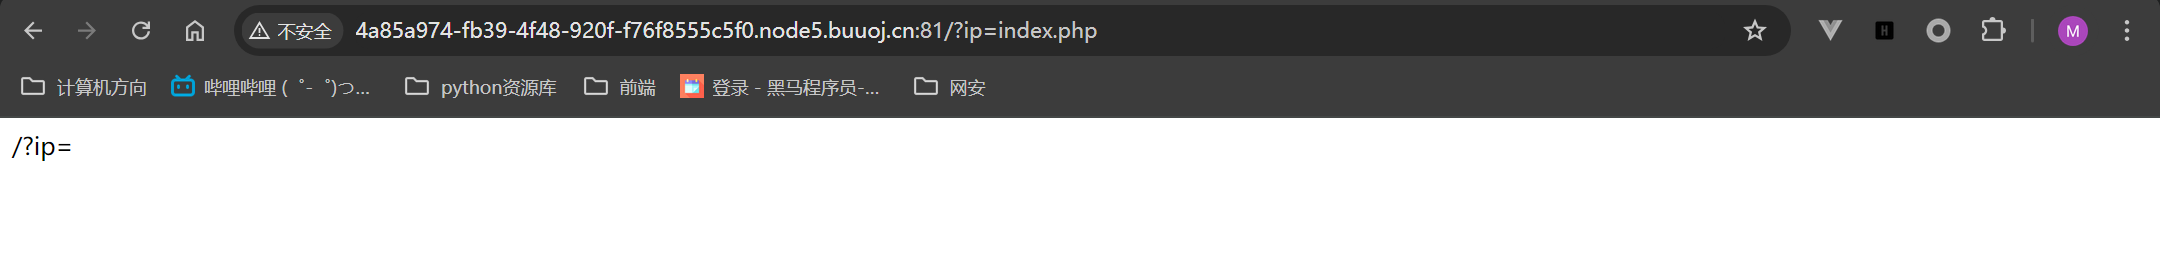 不安全 4a85a974-fb39-4f48-920f-f76f8555c5f0.node5.buuoj.cn:81/?ip=index.php M
计算机方向 哔哩哔哩 (゜-゜)つ... python资源库 前端 登录 - 黑马程序员-... 网安
/?ip=